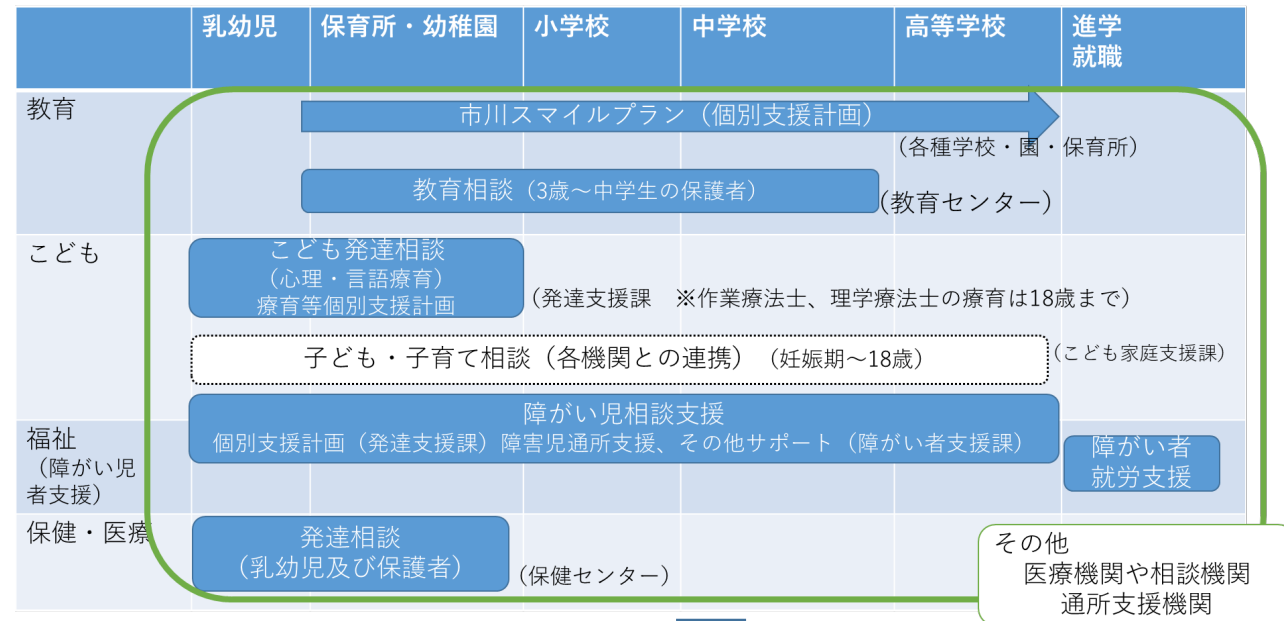 乳幼児
保育所・幼稚園
小学校
中学校
高等学校
進学
就職
教育
市川スマイルプラン（個別支援計画）
（各種学校・園・保育所）
教育相談（3歳～中学生の保護者）
（教育センター）
こども
こども発達相談
（心理・言語療育）
療育等個別支援計画
（発達支援課　※作業療法士、理学療法士の療育は18歳まで）
子ども・子育て相談（各機関との連携）（妊娠期～18歳）
（こども家庭支援課）
障がい児相談支援
個別支援計画（発達支援課）障害児通所支援、その他サポート（障がい者支援課）
福祉
（障がい児
者支援）
障がい者
就労支援
保健・医療
発達相談
（乳幼児及び保護者）
（保健センター）
その他
医療機関や相談機関
通所支援機関